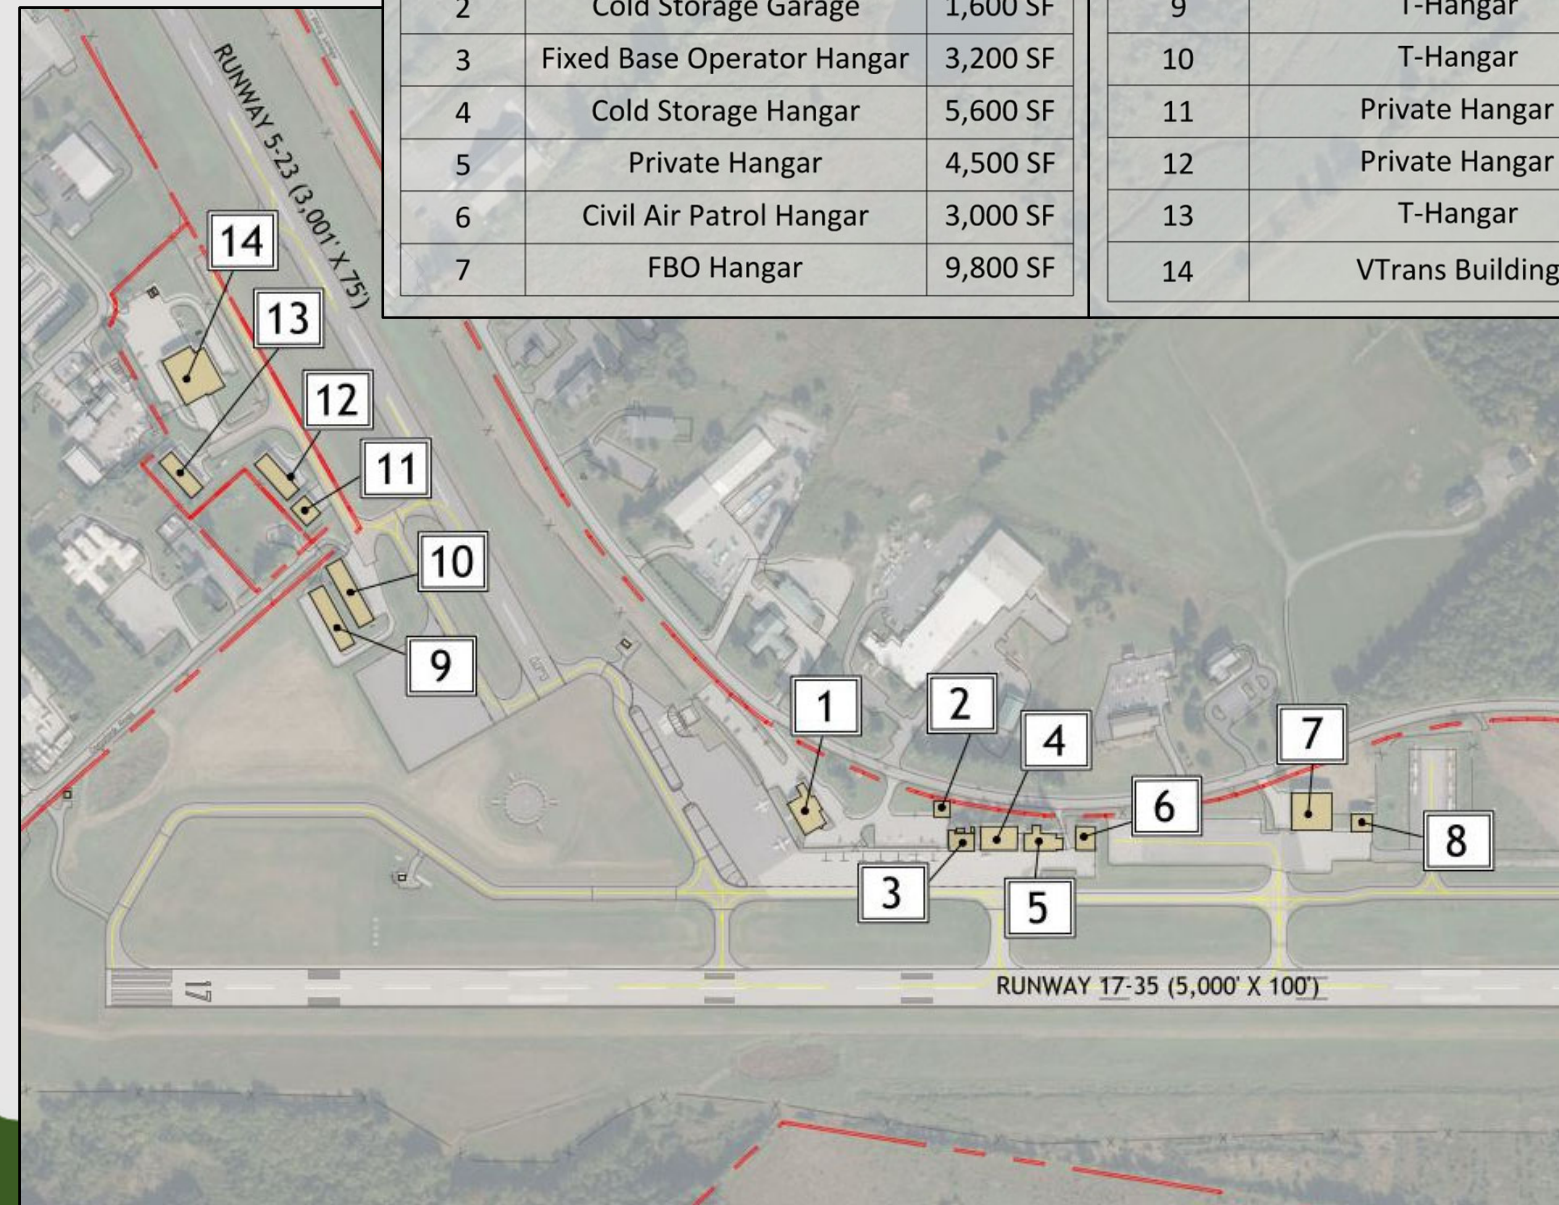 2 Cold Storage Garage 1,600 SF 9 T-Hangar
3 Fixed Base Operator Hangar 3,200 SF 10 T-Hangar
4 Cold Storage Hangar 5,600 SF 11 Private Hangar
5 Private Hangar 4,500 SF 12 Private Hangar
6 Civil Air Patrol Hangar 3,000 SF 13 T-Hangar
7 FBO Hangar 9,800 SF 14 VTrans Building
RUNWAY 5-23 (3,001' X 75')
14
13
12
11
10
9
1
2
4
7
6
8
3
5
RUNWAY 17-35 (5,000' X 100')
17